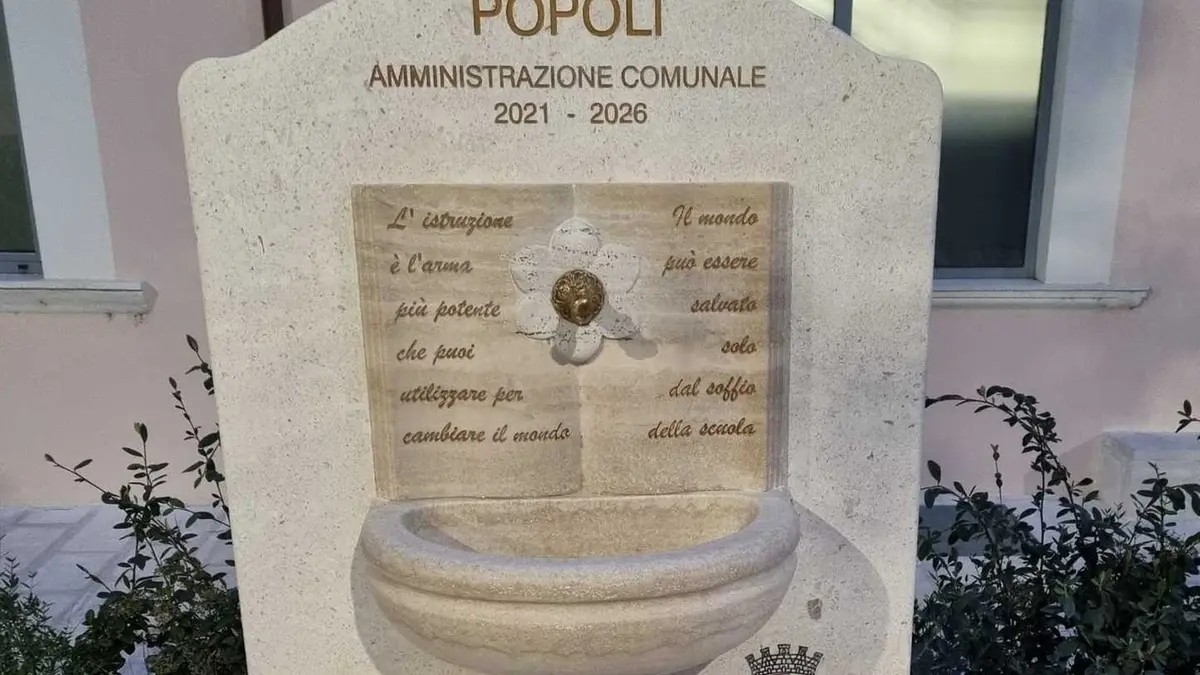 POPOLI
AMMINISTRAZIONE COMUNALE
2021 - 2026
L' istruzione
è l'arma
più potente
che puoi
utilizzare per
cambiare il mondo
Il mondo
può essere
salvato
solo
dal soffio
della scuola